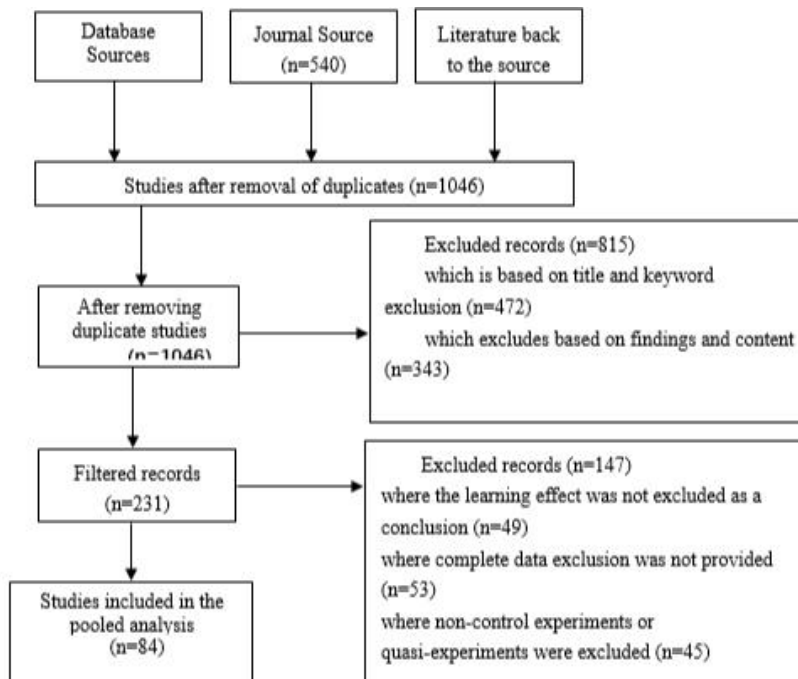 Database
Sources
Journal Source
(n=540)
Literature back
to the source
Studies after removal of duplicates (n=1046)
After removing
duplicate studies
(n=1046)
Excluded records (n=815)
which is based on title and keyword
exclusion (n=472)
which excludes based on findings and content
(n=343)
Filtered records
(n=231)
Excluded records (n=147)
where the learning effect was not excluded as a
conclusion (n=49)
where complete data exclusion was not provided
(n=53)
where non-control experiments or
quasi-experiments were excluded (n=45)
Studies included in the
pooled analysis
(n=84)